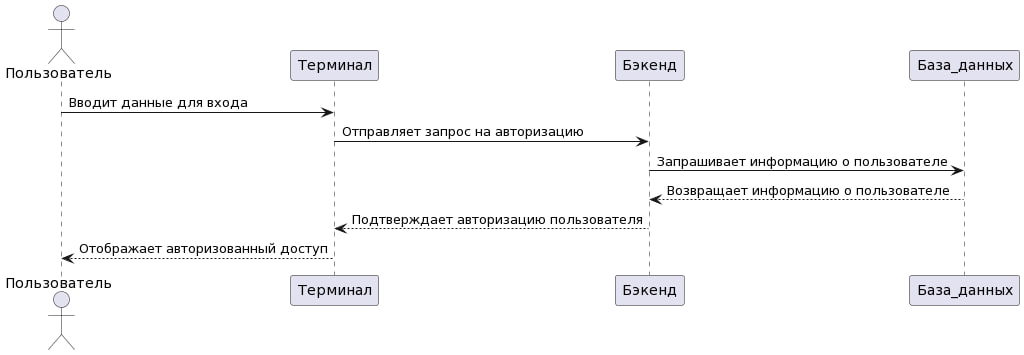 Пользователь
Терминал
Бэкенд
База_данных
Вводит данные для входа
Отправляет запрос на авторизацию
Запрашивает информацию о пользователе
Возвращает информацию о пользователе
Подтверждает авторизацию пользователя
Отображает авторизованный доступ
Пользователь
Терминал
Бэкенд
База_данных